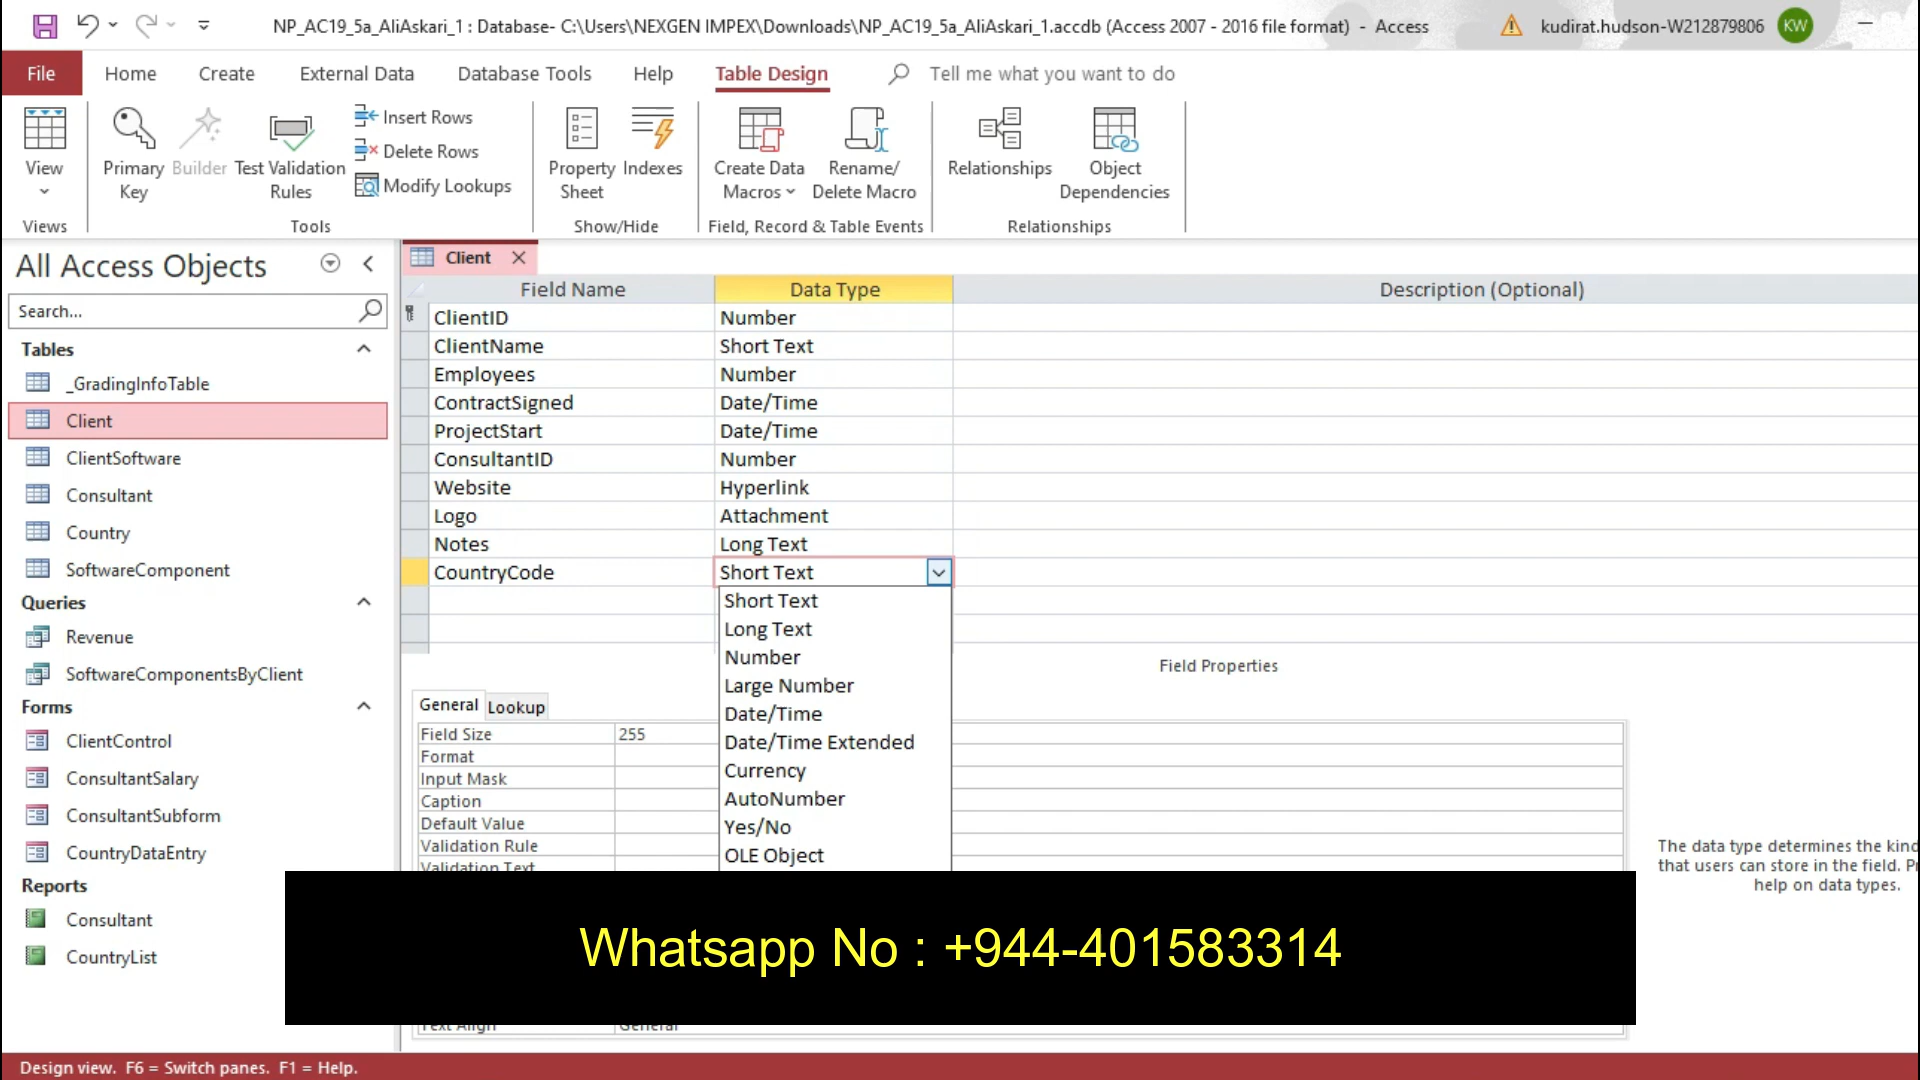 NP_AC19_5a_AliAskari_1 : Database- C:\Users\NEXGEN IMPEX\Downloads\NP_AC19_5a_AliAskari_1.accdb (Access 2007 - 2016 file format) - Access
kudirat.hudson-W212879806 KW
File Home Create External Data Database Tools Help Table Design Tell me what you want to do
View
Views
Primary Key
Builder
Test Validation Rules
Insert Rows
Delete Rows
Modify Lookups
Tools
Property Sheet
Indexes
Show/Hide
Create Data Macros
Rename/ Delete Macro
Field, Record & Table Events
Relationships
Object Dependencies
Relationships
All Access Objects
Search...
Tables
_GradingInfoTable
Client
ClientSoftware
Consultant
Country
SoftwareComponent
Queries
Revenue
SoftwareComponentsByClient
Forms
ClientControl
ConsultantSalary
ConsultantSubform
CountryDataEntry
Reports
Consultant
CountryList
Client
Field Name Data Type Description (Optional)
ClientID Number
ClientName Short Text
Employees Number
ContractSigned Date/Time
ProjectStart Date/Time
ConsultantID Number
Website Hyperlink
Logo Attachment
Notes Long Text
CountryCode Short Text
Short Text
Long Text
Number
Large Number
Date/Time
Date/Time Extended
Currency
AutoNumber
Yes/No
OLE Object
Field Properties
General Lookup
Field Size 255
Format
Input Mask
Caption
Default Value
Validation Rule
Validation Text
Text Align General
The data type determines the kind
that users can store in the field.
help on data types.
Whatsapp No : +944-401583314
Design view. F6 = Switch panes. F1 = Help.